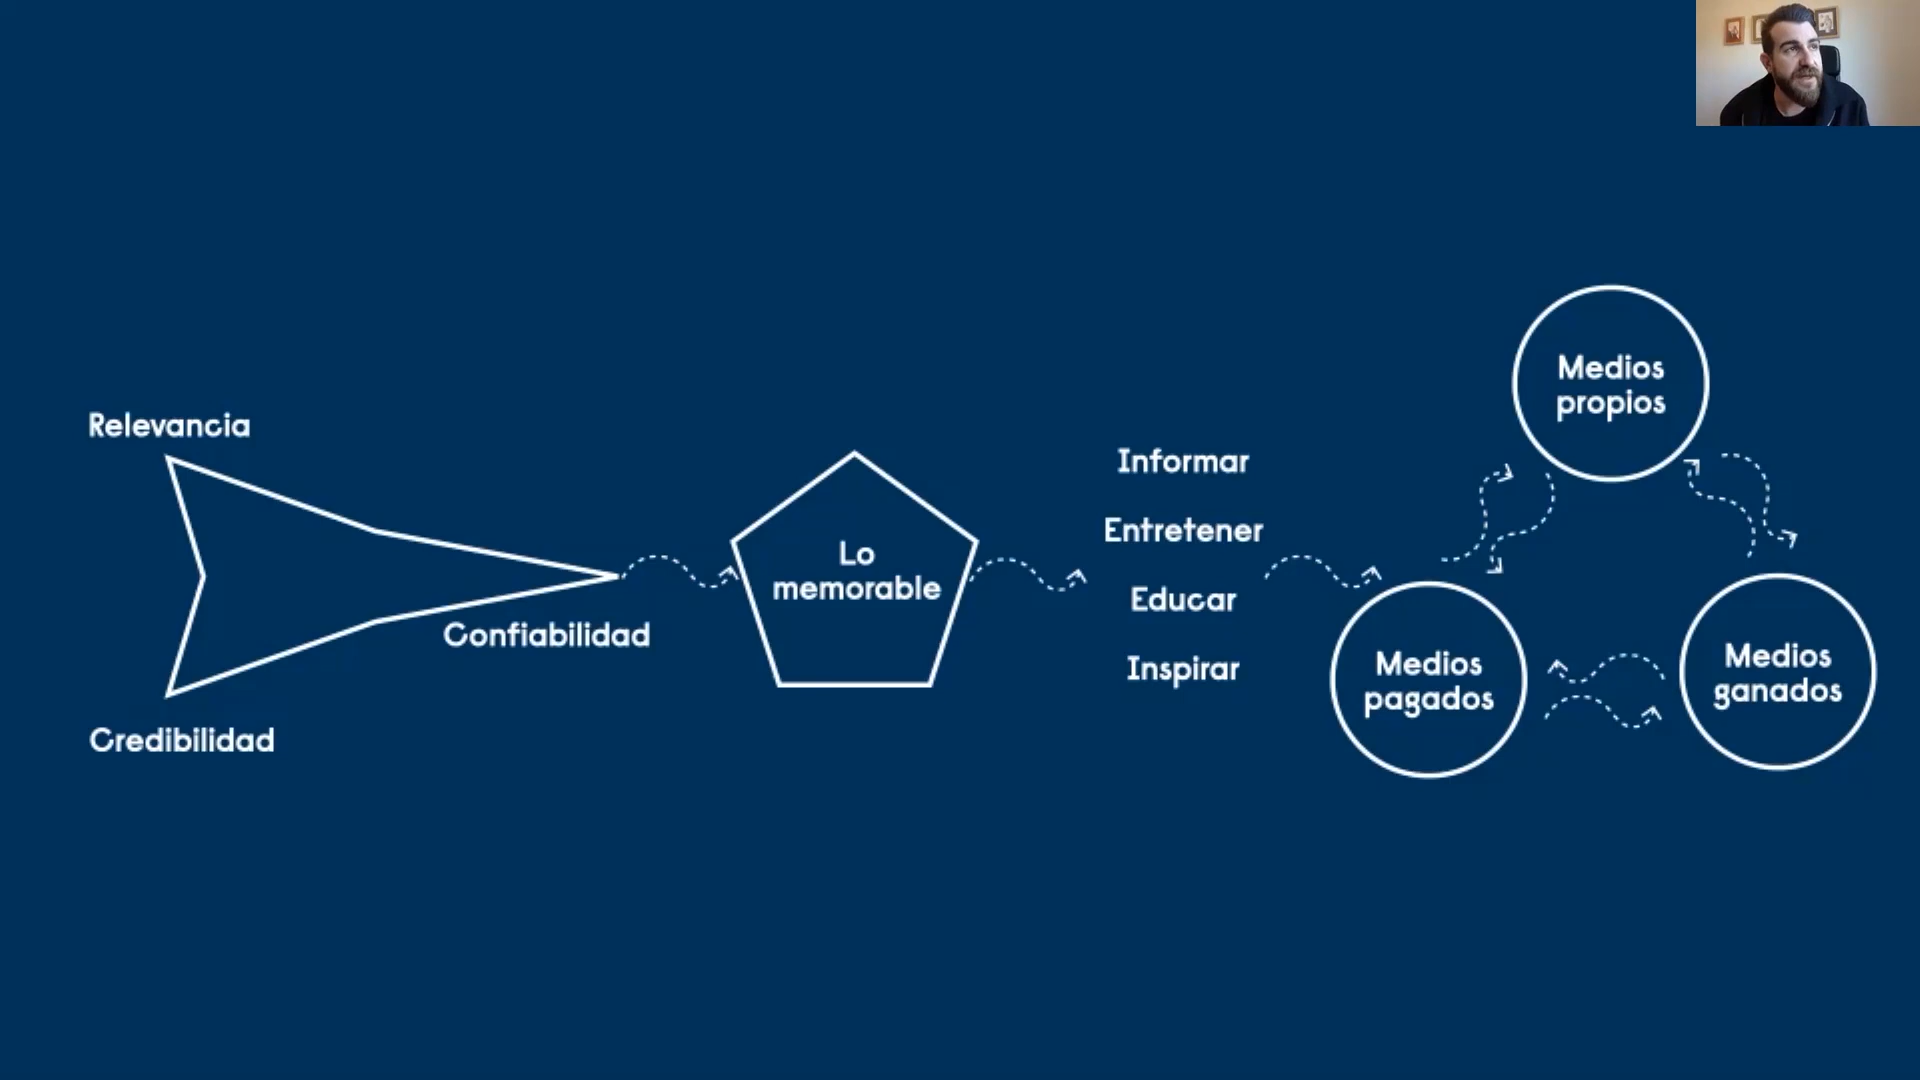 Relevancia
Credibilidad
Confiabilidad
Lo
memorable
Informar
Entretener
Educar
Inspirar
Medios
propios
Medios
pagados
Medios
ganados